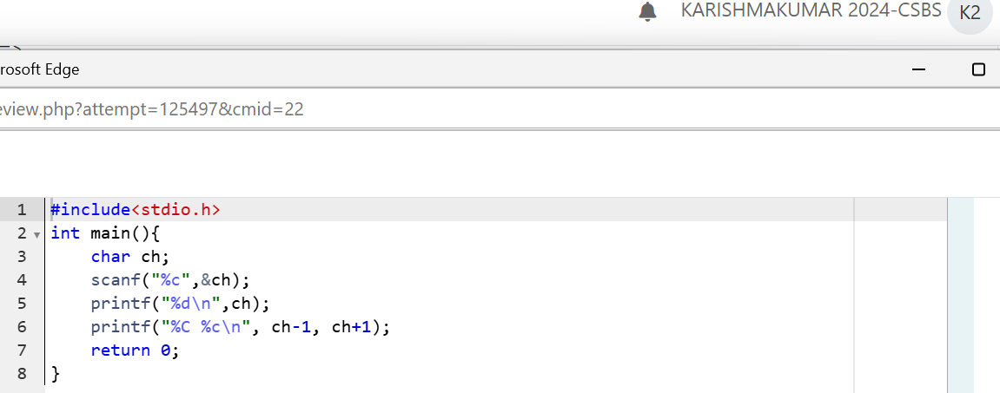 KARISHMAKUMAR 2024-CSBS K2
rosoft Edge
view.php?attempt=125497&cmid=22
1 #include<stdio.h>
2 int main(){
3 char ch;
4 scanf("%c",&ch);
5 printf("%d\n",ch);
6 printf("%C %c\n", ch-1, ch+1);
7 return 0;
8 }